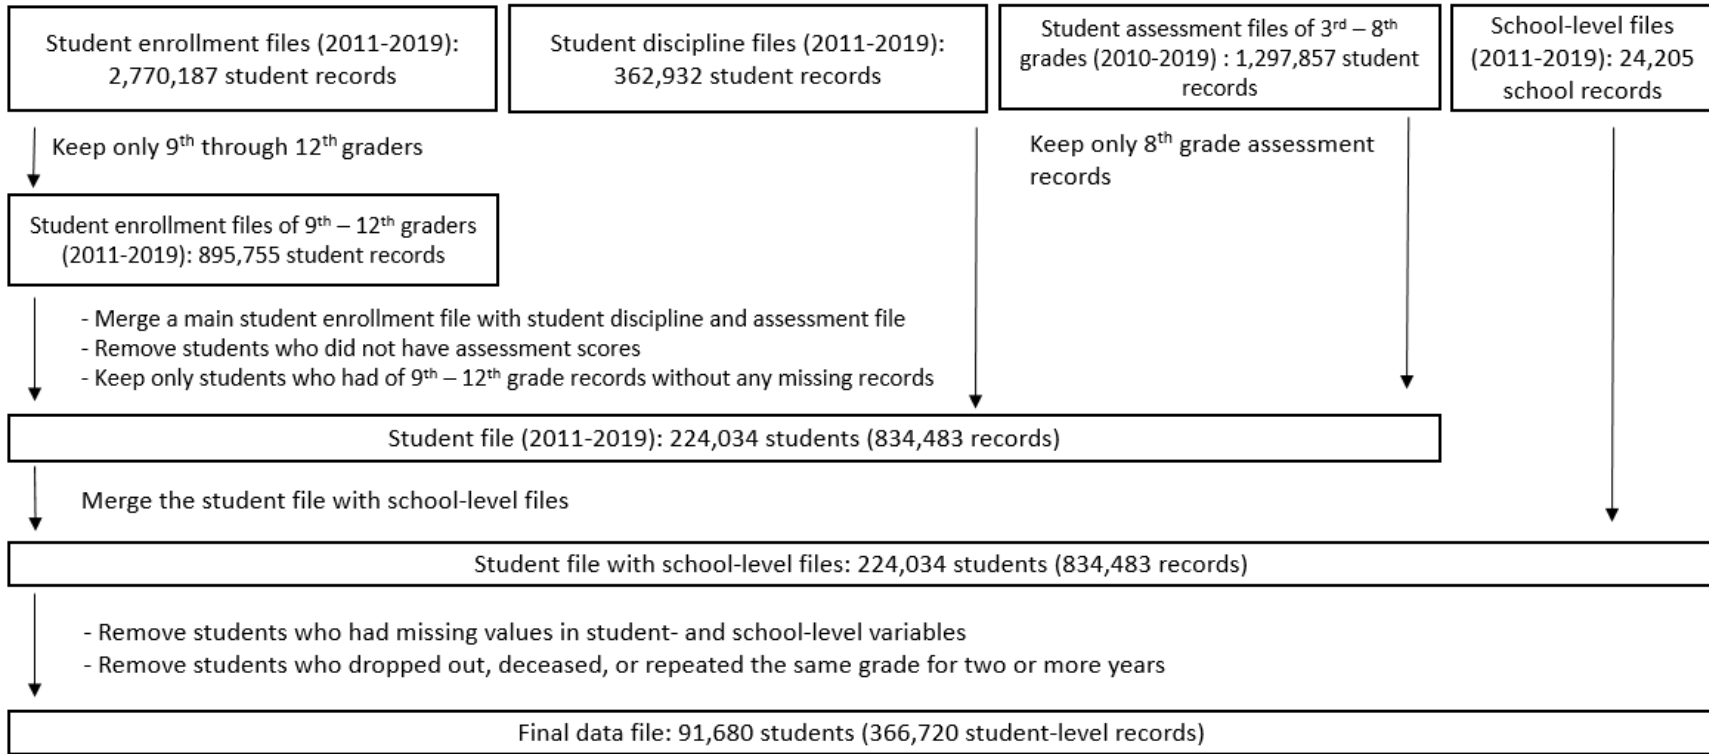 Student enrollment files (2011-2019):
2,770,187 student records
Student discipline files (2011-2019):
362,932 student records
Student assessment files of 3rd – 8th
grades (2010-2019) : 1,297,857 student
records
School-level files
(2011-2019): 24,205
school records
Keep only 9th through 12th graders
Keep only 8th grade assessment
records
Student enrollment files of 9th – 12th graders
(2011-2019): 895,755 student records
- Merge a main student enrollment file with student discipline and assessment file
- Remove students who did not have assessment scores
- Keep only students who had of 9th – 12th grade records without any missing records
Student file (2011-2019): 224,034 students (834,483 records)
Merge the student file with school-level files
Student file with school-level files: 224,034 students (834,483 records)
- Remove students who had missing values in student- and school-level variables
- Remove students who dropped out, deceased, or repeated the same grade for two or more years
Final data file: 91,680 students (366,720 student-level records)